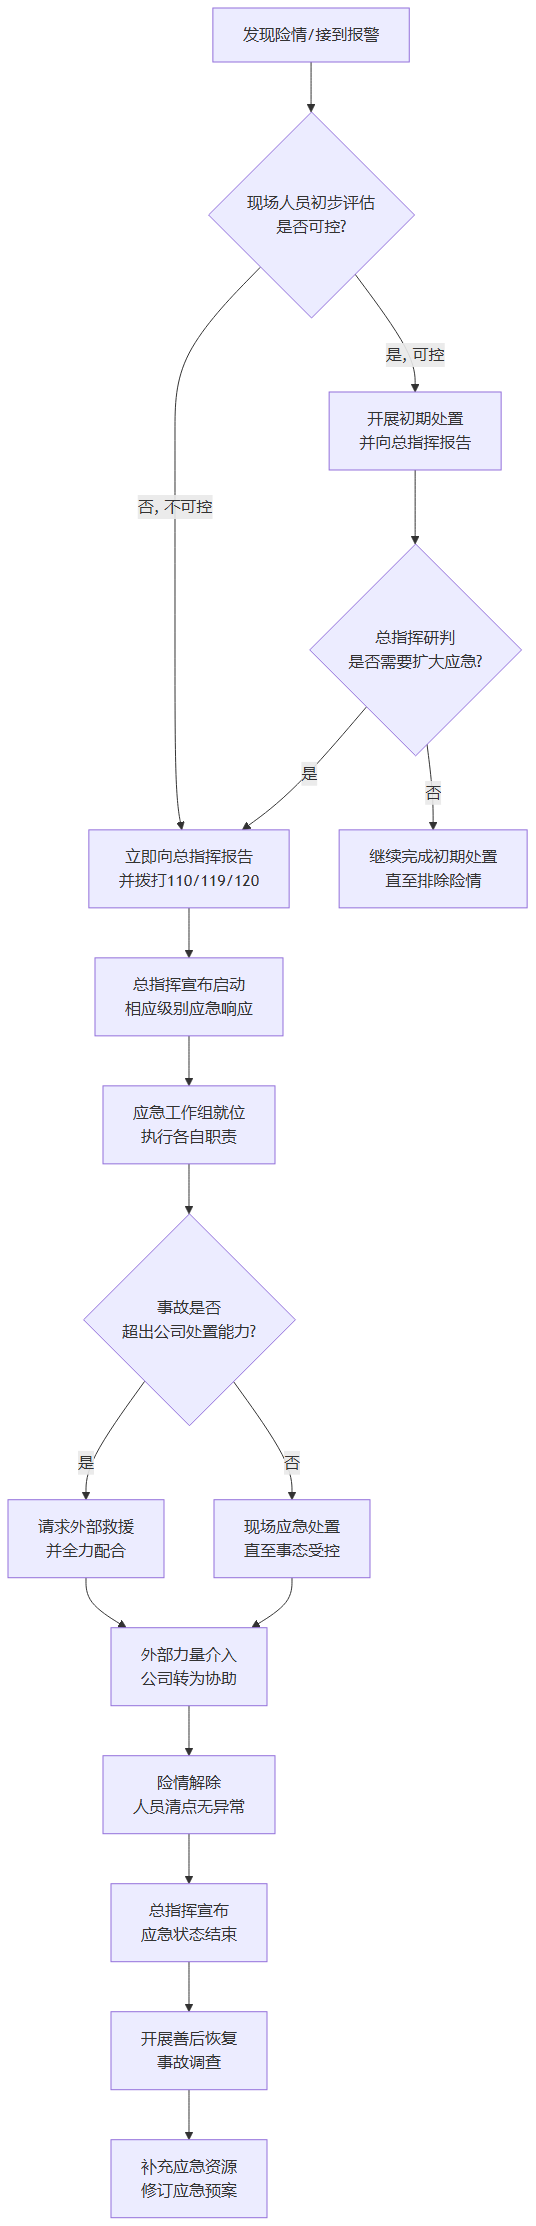 发现险情/接到报警
现场人员初步评估
是否可控?
是, 可控
开展初期处置
并向总指挥报告
否, 不可控
总指挥研判
是否需要扩大应急?
是
否
立即向总指挥报告
并拨打110/119/120
继续完成初期处置
直至排除险情
总指挥宣布启动
相应级别应急响应
应急工作组就位
执行各自职责
事故是否
超出公司处置能力?
是
否
请求外部救援
并全力配合
现场应急处置
直至事态受控
外部力量介入
公司转为协助
险情解除
人员清点无异常
总指挥宣布
应急状态结束
开展善后恢复
事故调查
补充应急资源
修订应急预案